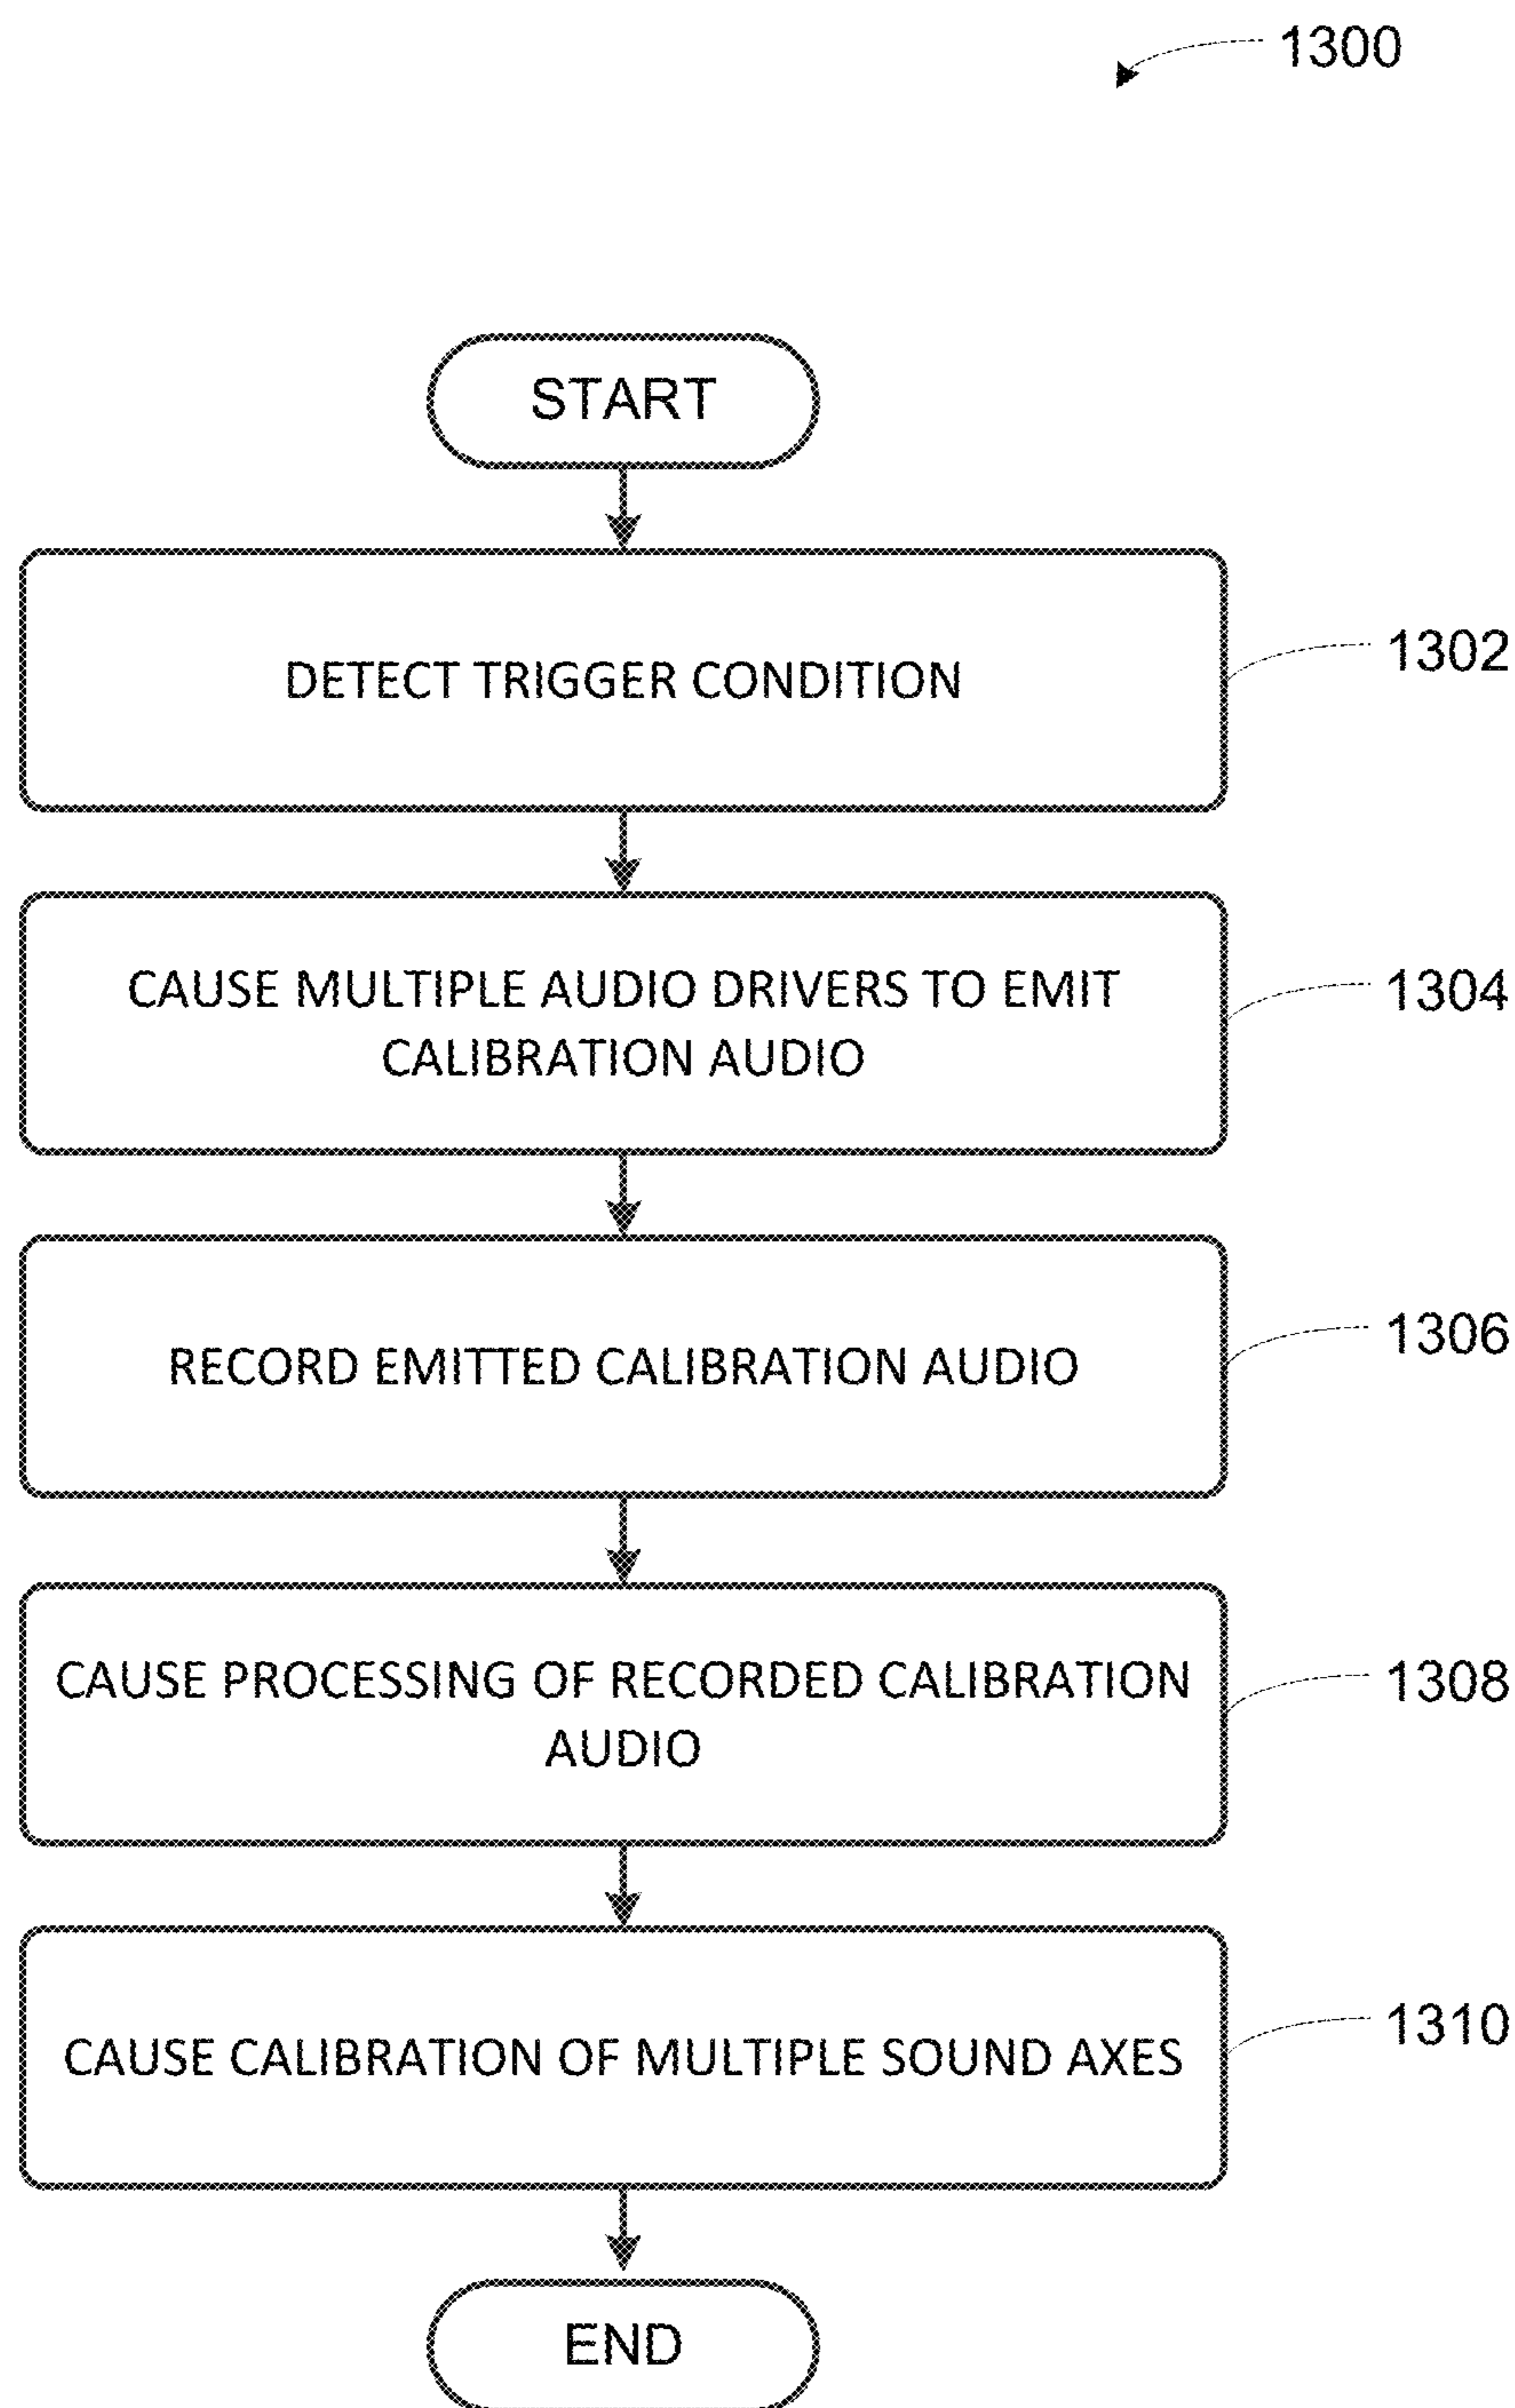 1300
START
DETECT TRIGGER CONDITION
1302
CAUSE MULTIPLE AUDIO DRIVERS TO EMIT
CALIBRATION AUDIO
1304
RECORD EMITTED CALIBRATION AUDIO
1306
CAUSE PROCESSING OF RECORDED CALIBRATION
AUDIO
1308
CAUSE CALIBRATION OF MULTIPLE SOUND AXES
1310
END